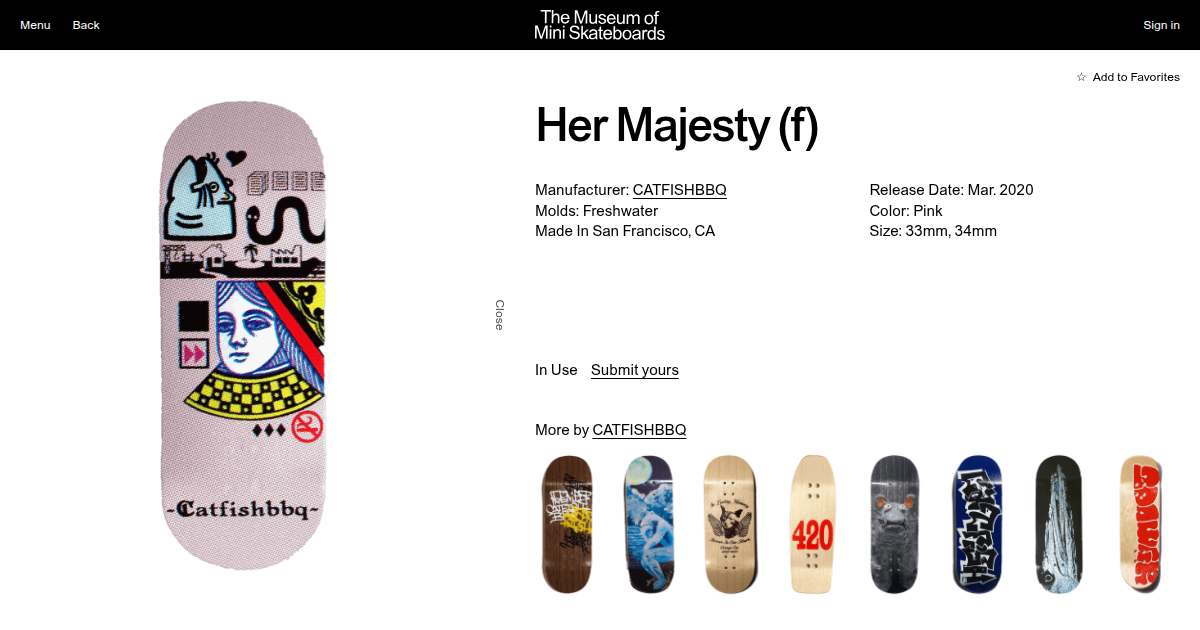 Menu
Back
The Museum of
Mini Skateboards
Sign in
☆ Add to Favorites
Her Majesty (f)
Manufacturer: CATFISHBBQ
Molds: Freshwater
Made In San Francisco, CA
Release Date: Mar. 2020
Color: Pink
Size: 33mm, 34mm
Close
-Catfishbbq-
In Use Submit yours
More by CATFISHBBQ
420